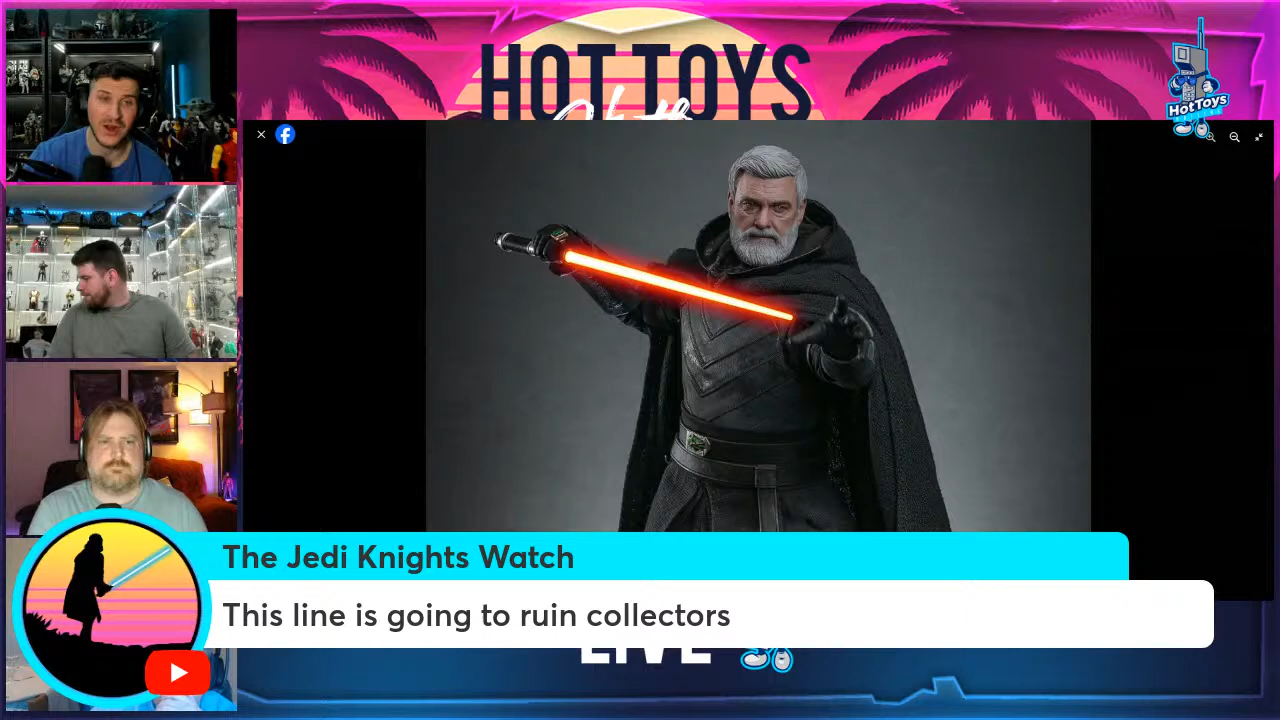 HOT TOYS
HotToys
The Jedi Knights Watch
This line is going to ruin collectors
LIVE